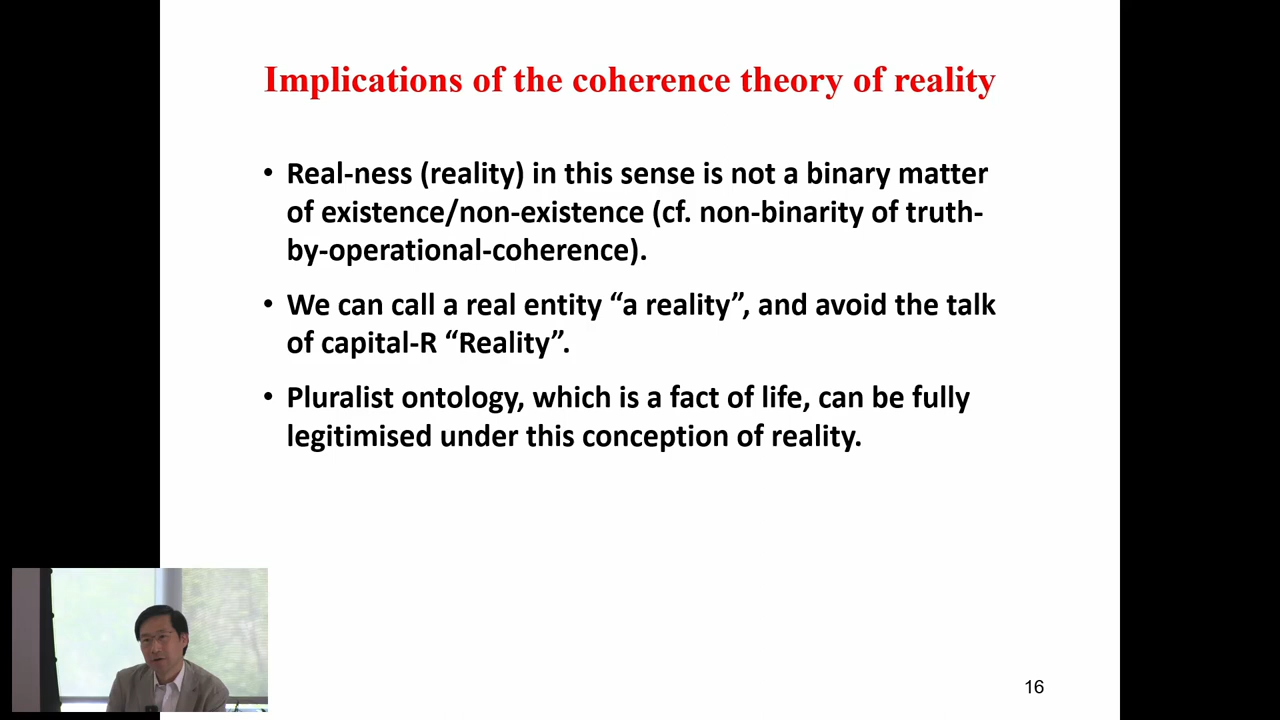 Implications of the coherence theory of reality
• Real-ness (reality) in this sense is not a binary matter
of existence/non-existence (cf. non-binarity of truth-
by-operational-coherence).
• We can call a real entity “a reality”, and avoid the talk
of capital-R “Reality”.
• Pluralist ontology, which is a fact of life, can be fully
legitimised under this conception of reality.
16